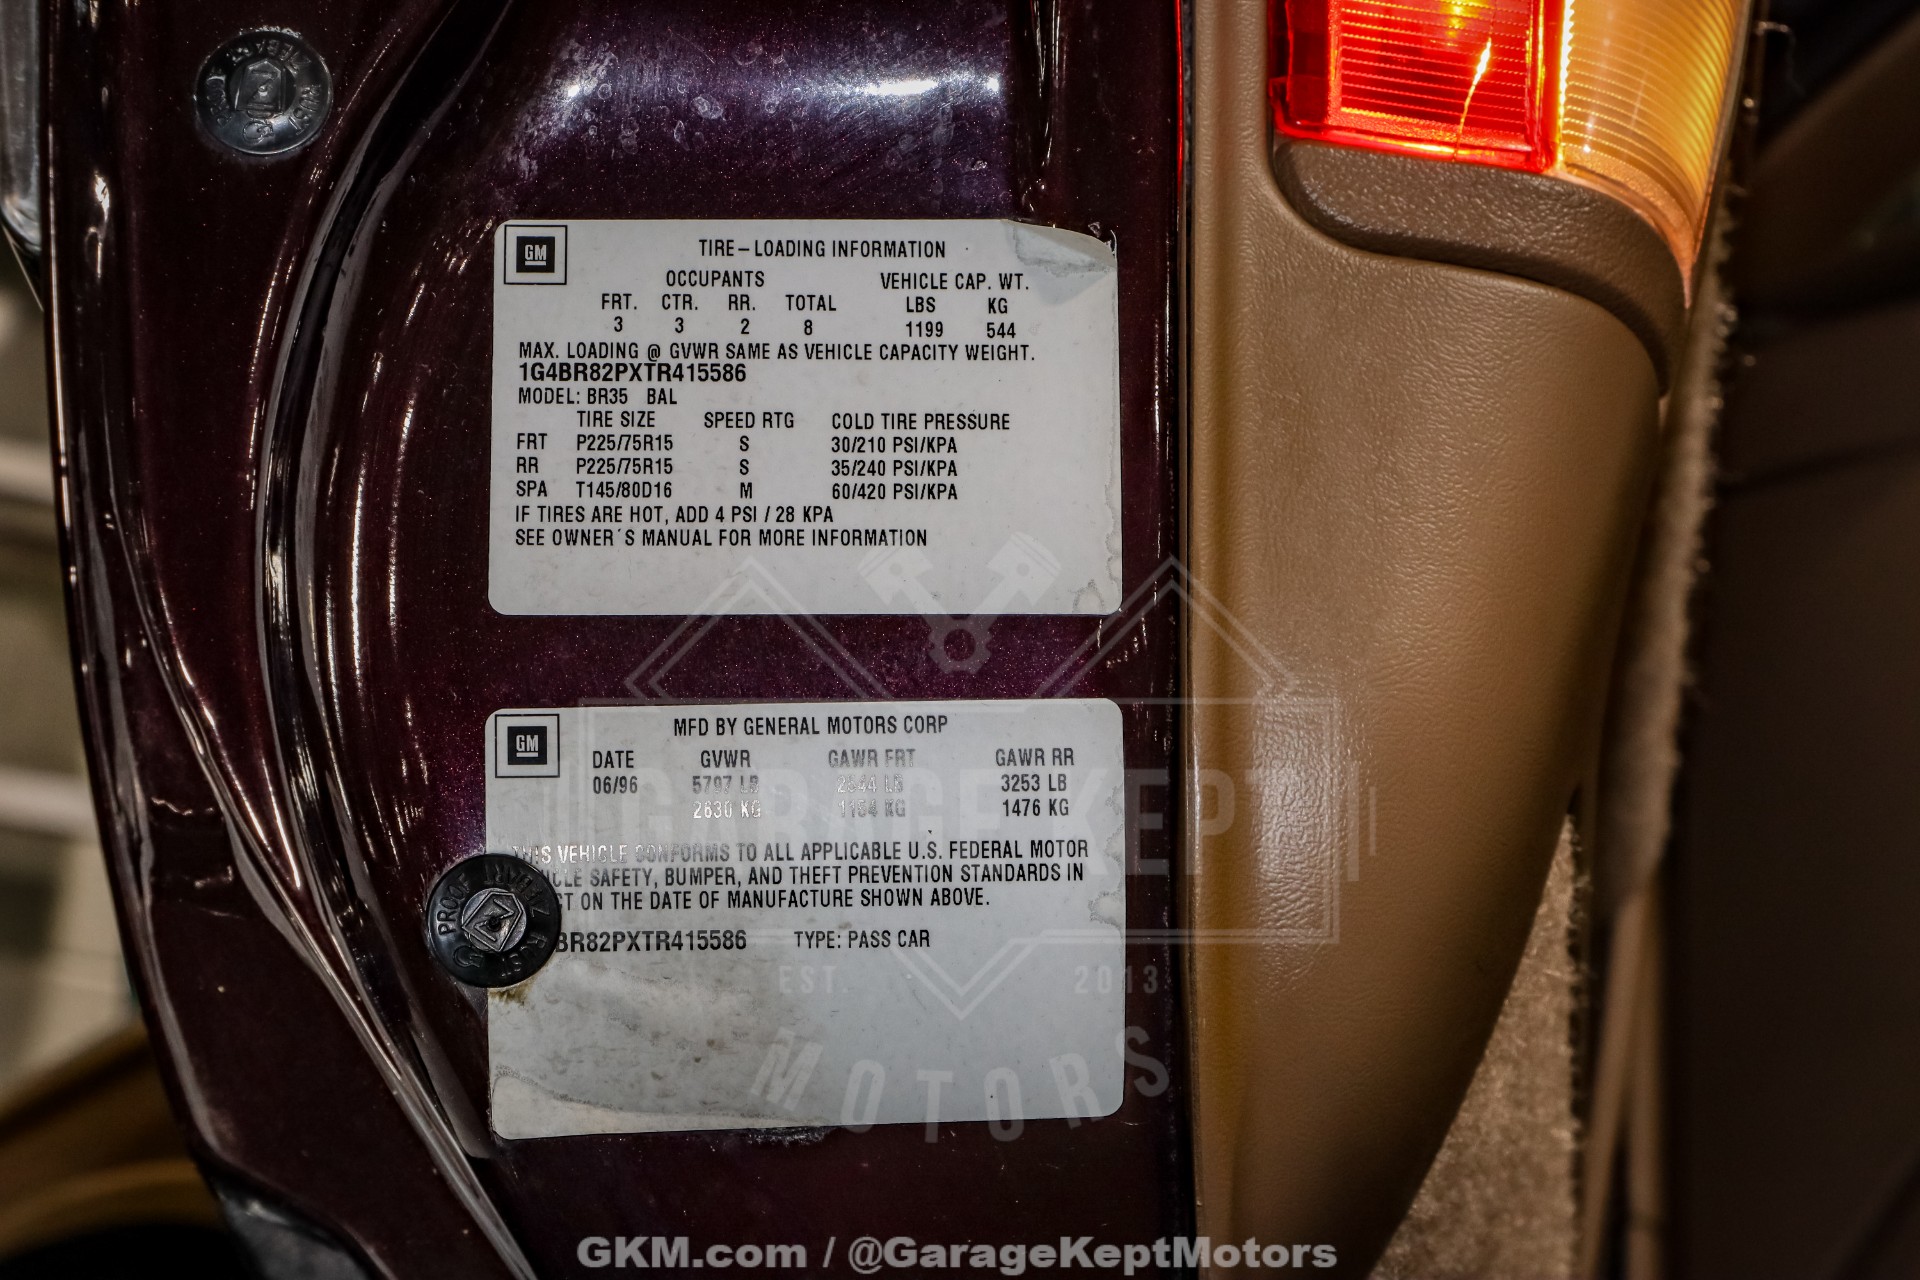 GM
TIRE – LOADING INFORMATION
OCCUPANTS VEHICLE CAP. WT.
FRT. CTR. RR. TOTAL LBS KG
3 3 2 8 1199 544
MAX. LOADING @ GVWR SAME AS VEHICLE CAPACITY WEIGHT.
1G4BR82PXTR415586
MODEL: BR35 BAL
TIRE SIZE SPEED RTG COLD TIRE PRESSURE
FRT P225/75R15 S 30/210 PSI/KPA
RR P225/75R15 S 35/240 PSI/KPA
SPA T145/80D16 M 60/420 PSI/KPA
IF TIRES ARE HOT, ADD 4 PSI / 28 KPA
SEE OWNER´S MANUAL FOR MORE INFORMATION
GM
MFD BY GENERAL MOTORS CORP
DATE GVWR GAWR FRT GAWR RR
06/96 5797 LB 2544 LB 3253 LB
2630 KG 1154 KG 1476 KG
THIS VEHICLE CONFORMS TO ALL APPLICABLE U.S. FEDERAL MOTOR
CLE SAFETY, BUMPER, AND THEFT PREVENTION STANDARDS IN
CT ON THE DATE OF MANUFACTURE SHOWN ABOVE.
BR82PXTR415586 TYPE: PASS CAR
PROOF RUST
GARAGE KEPT
EST. 2013
MOTORS
GKM.com / @GarageKeptMotors